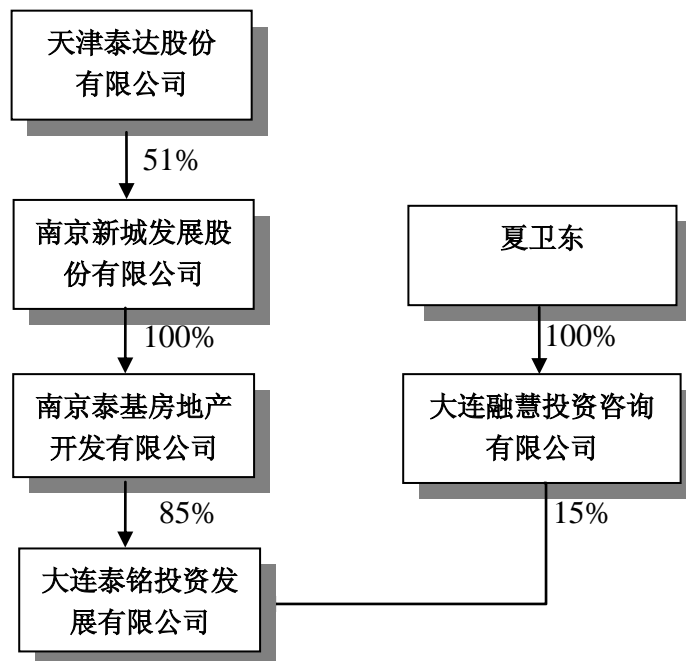 天津泰达股份
有限公司
51%
南京新城发展股
份有限公司
夏卫东
100%
100%
南京泰基房地产
开发有限公司
大连融慧投资咨询
有限公司
85%
15%
大连泰铭投资发
展有限公司